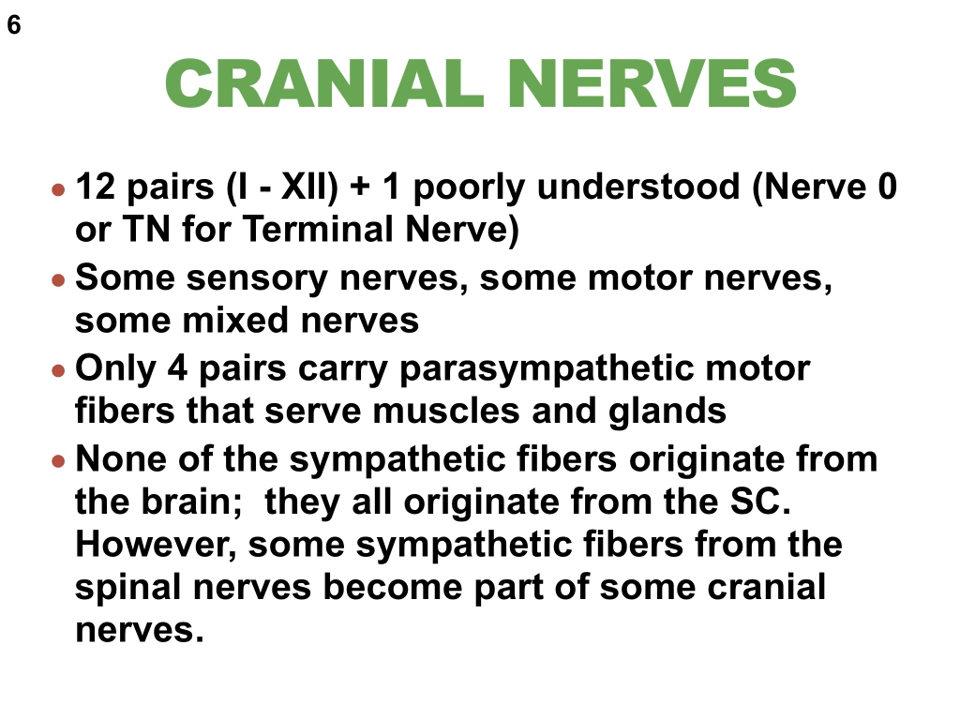 6
CRANIAL NERVES
• 12 pairs (I - XII) + 1 poorly understood (Nerve 0
or TN for Terminal Nerve)
• Some sensory nerves, some motor nerves,
some mixed nerves
• Only 4 pairs carry parasympathetic motor
fibers that serve muscles and glands
• None of the sympathetic fibers originate from
the brain;  they all originate from the SC.
However, some sympathetic fibers from the
spinal nerves become part of some cranial
nerves.